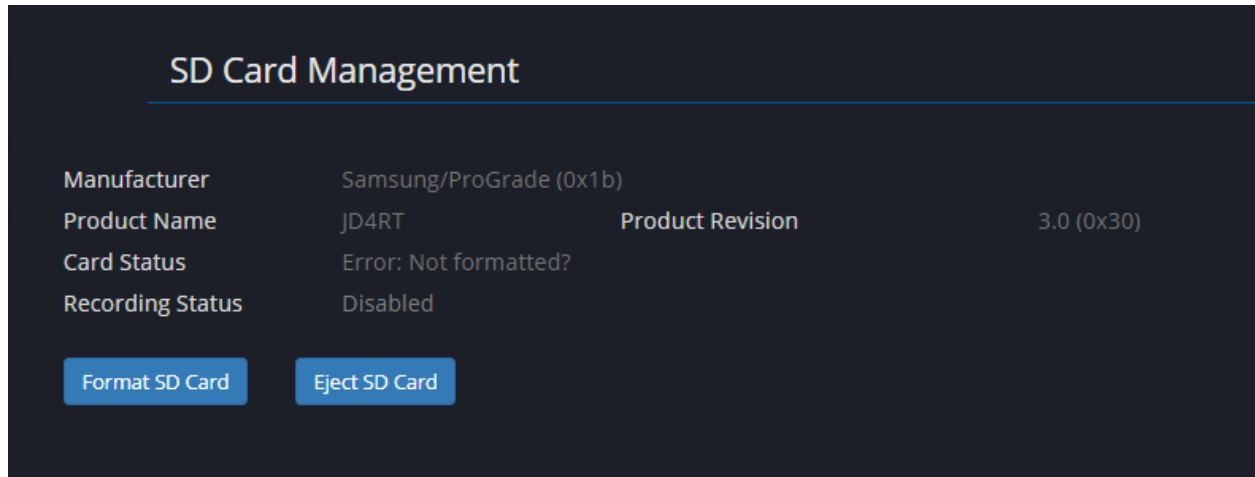 SD Card Management
Manufacturer Samsung/ProGrade (0x1b)
Product Name JD4RT Product Revision 3.0 (0x30)
Card Status Error: Not formatted?
Recording Status Disabled
Format SD Card Eject SD Card